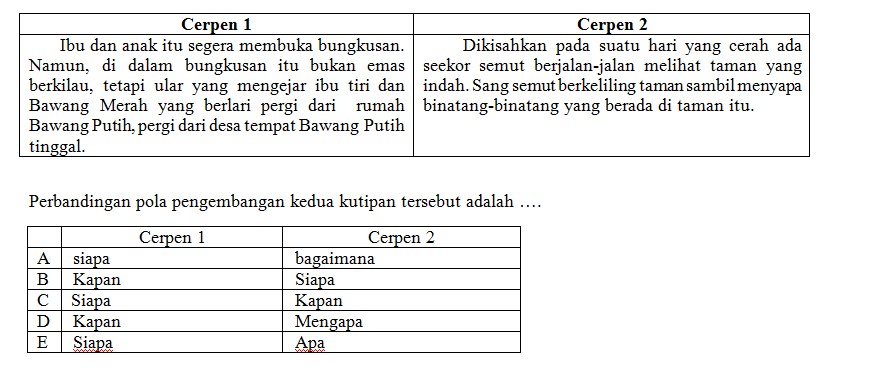 Cerpen 1
Cerpen 2
Ibu dan anak itu segera membuka bungkusan.
Namun, di dalam bungkusan itu bukan emas
berkilau, tetapi ular yang mengejar ibu tiri dan
Bawang Merah yang berlari pergi dari rumah
Bawang Putih, pergi dari desa tempat Bawang Putih
tinggal.
Dikisahkan pada suatu hari yang cerah ada
seekor semut berjalan-jalan melihat taman yang
indah. Sang semut berkeliling taman sambil menyapa
binatang-binatang yang berada di taman itu.
Perbandingan pola pengembangan kedua kutipan tersebut adalah ….
Cerpen 1 Cerpen 2
A siapa bagaimana
B Kapan Siapa
C Siapa Kapan
D Kapan Mengapa
E Siapa Apa